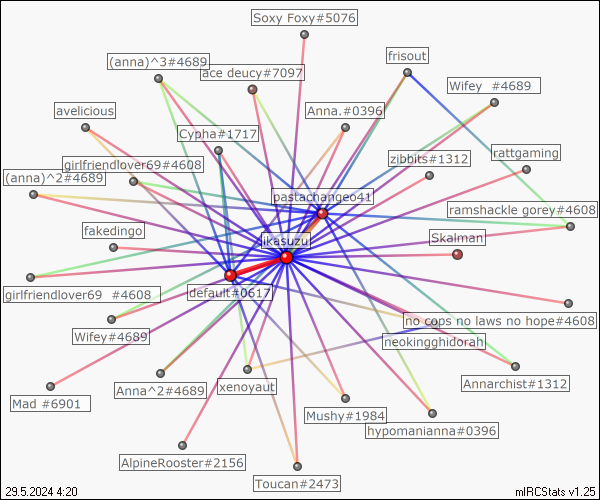 Soxy Foxy#5076
frisout
(anna)^3#4689
ace deucy#7097
Wifey   #4689
avelicious
Anna.#0396
Cypha#1717
rattgaming
zibbits#1312
girlfriendlover69#4608
(anna)^2#4689
pastachangeo41
ramshackle gorey#4608
fakedingo
ikasuzu
Skaiman
default#0617
girlfriendlover69   #4608
no cops no laws no hope#4608
Wifey#4689
neokingghidorah
Annarchist#1312
Anna^2#4689
xenoyaut
Mad #6901
Mushy#1984
hypomanianna#0396
AlpineRooster#2156
Toucan#2473
29.5.2024 4:20
mIRCStats v1.25